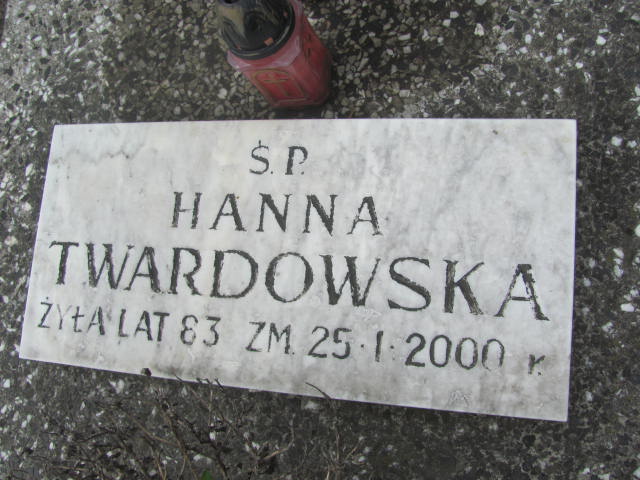 Ś.P.
HANNA
TWARDOWSKA
ŻYŁA LAT 83 ZM. 25·I·2000 r.